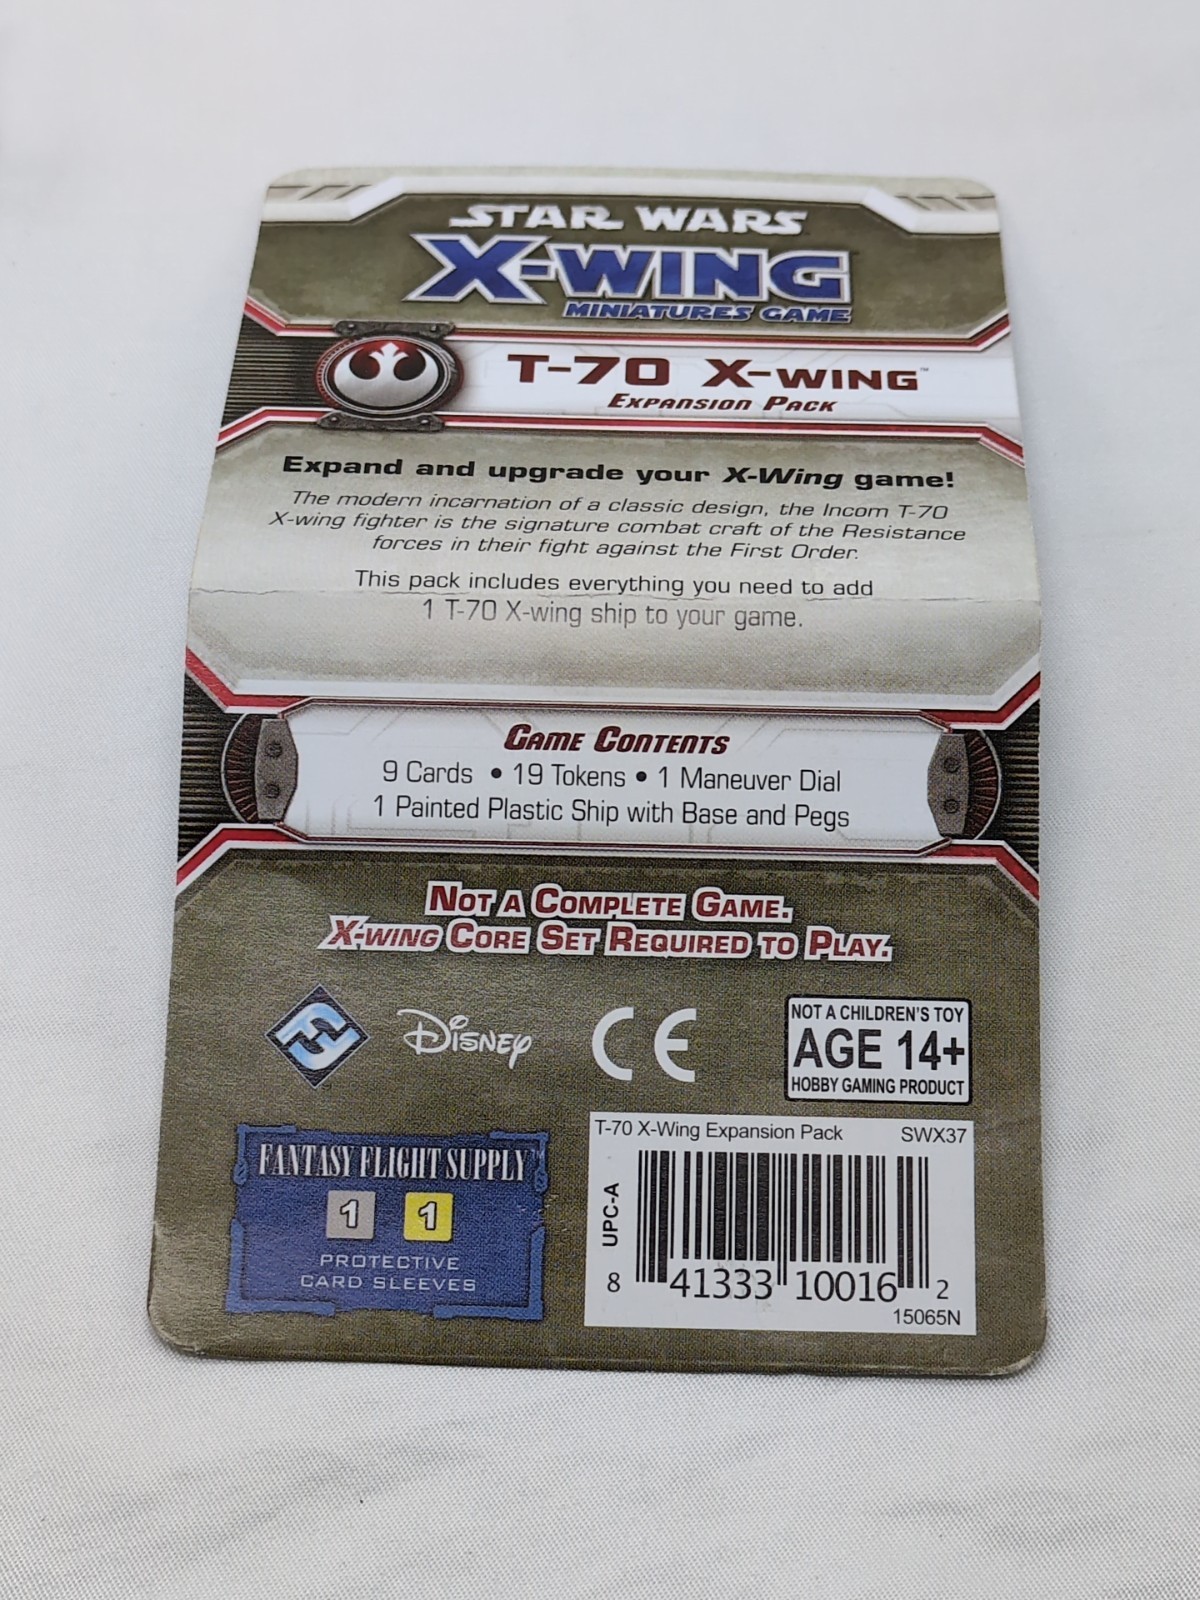 STAR WARS
X-WING
MINIATURES GAME
T-70 X-WING™
EXPANSION PACK
Expand and upgrade your X-Wing game!
The modern incarnation of a classic design, the Incom T-70
X-wing fighter is the signature combat craft of the Resistance
forces in their fight against the First Order.
This pack includes everything you need to add
1 T-70 X-wing ship to your game.
GAME CONTENTS
9 Cards • 19 Tokens • 1 Maneuver Dial
1 Painted Plastic Ship with Base and Pegs
NOT A COMPLETE GAME.
X-WING CORE SET REQUIRED TO PLAY.
FF
DISNEY
CE
NOT A CHILDREN'S TOY
AGE 14+
HOBBY GAMING PRODUCT
FANTASY FLIGHT SUPPLY™
1 1
PROTECTIVE
CARD SLEEVES
T-70 X-Wing Expansion Pack SWX37
UPC-A
8 41333 10016 2
15065N